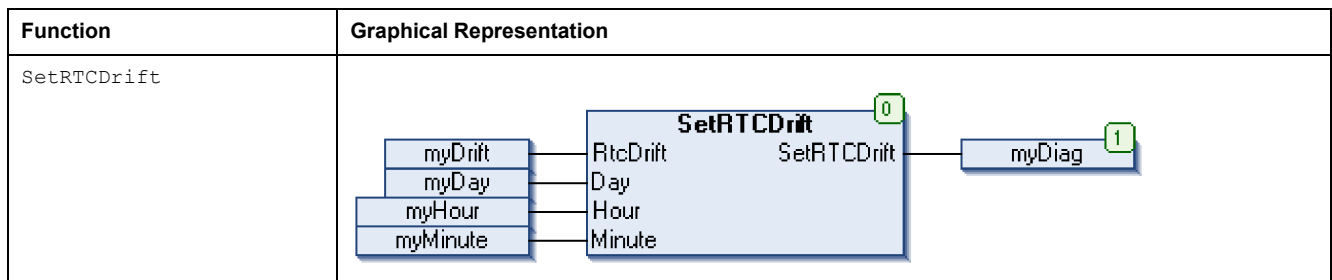 Function Graphical Representation
SetRTCDrift
0
SetRTCDrift
1
myDrift RtcDrift SetRTCDrift myDiag
myDay Day
myHour Hour
myMinute Minute